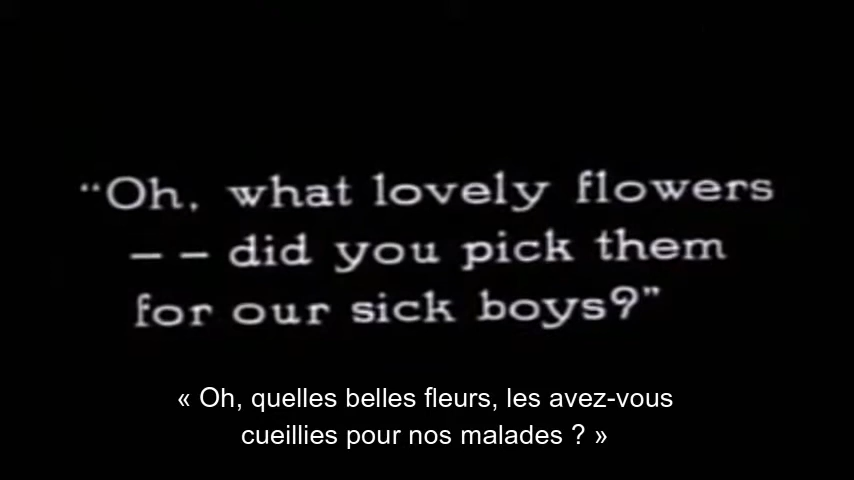 “Oh, what lovely flowers
— — did you pick them
for our sick boys?”
« Oh, quelles belles fleurs, les avez-vous
cueillies pour nos malades ? »